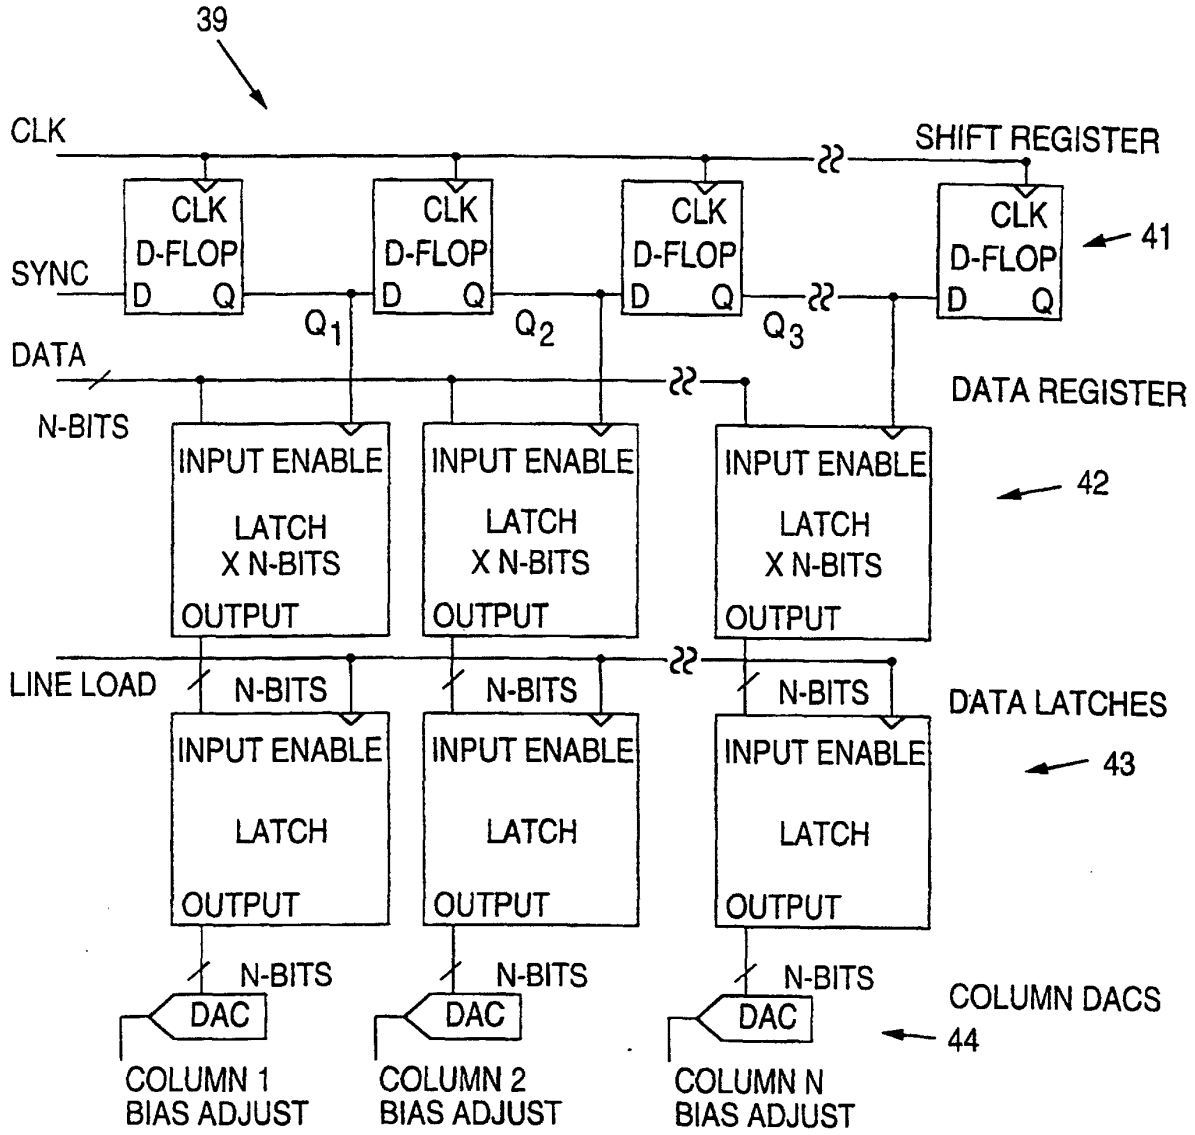 39
CLK
SHIFT REGISTER
CLK CLK CLK CLK
D-FLOP D-FLOP D-FLOP D-FLOP
41
SYNC
D Q D Q D Q D Q
Q1 Q2 Q3
DATA
N-BITS
DATA REGISTER
INPUT ENABLE INPUT ENABLE INPUT ENABLE
42
LATCH LATCH LATCH
X N-BITS X N-BITS X N-BITS
OUTPUT OUTPUT OUTPUT
LINE LOAD
N-BITS N-BITS N-BITS
DATA LATCHES
INPUT ENABLE INPUT ENABLE INPUT ENABLE
43
LATCH LATCH LATCH
OUTPUT OUTPUT OUTPUT
N-BITS N-BITS N-BITS
COLUMN DACS
DAC DAC DAC
44
COLUMN 1 COLUMN 2 COLUMN N
BIAS ADJUST BIAS ADJUST BIAS ADJUST